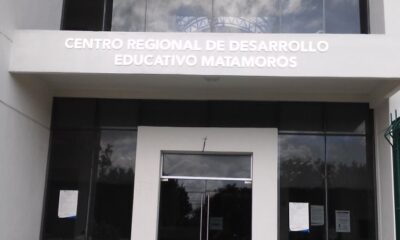 CENTRO REGIONAL DE DESARROLLO
EDUCATIVO MATAMOROS